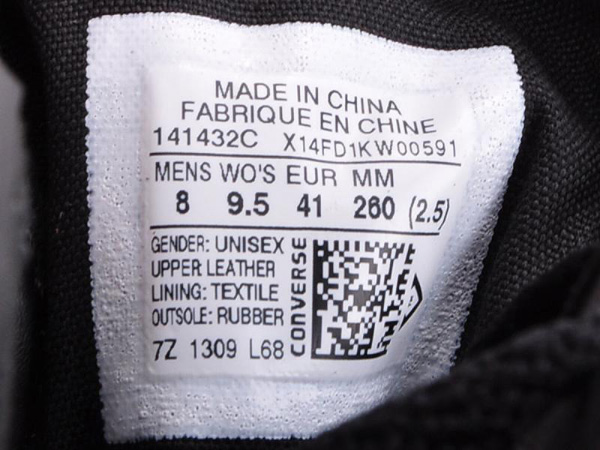 MADE IN CHINA
FABRIQUE EN CHINE
141432C X14FD1KW00591
MENS WO'S EUR MM
8 9.5 41 260 (2.5)
GENDER: UNISEX
UPPER LEATHER
LINING: TEXTILE
OUTSOLE: RUBBER
7Z 1309 L68
CONVERSE